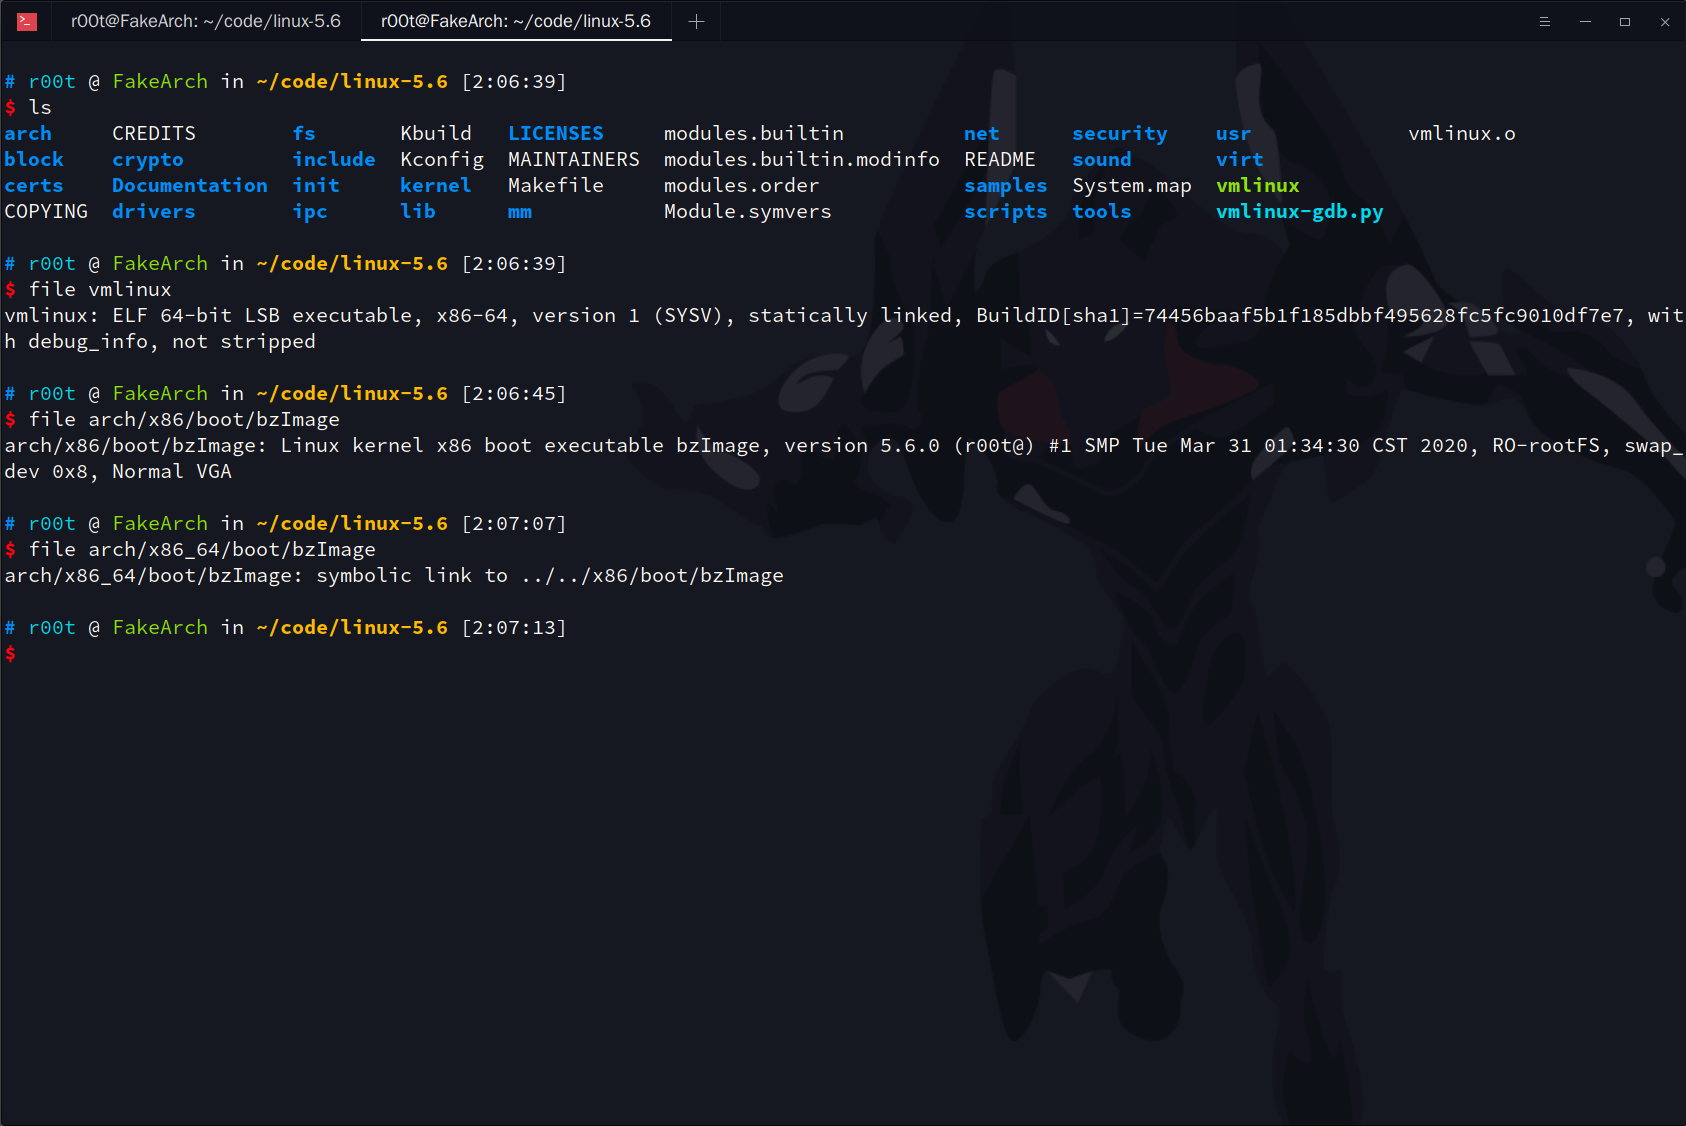 r00t@FakeArch: ~/code/linux-5.6 r00t@FakeArch: ~/code/linux-5.6
# r00t @ FakeArch in ~/code/linux-5.6 [2:06:39]
$ ls
arch CREDITS fs Kbuild LICENSES modules.builtin net security usr vmlinux.o
block crypto include Kconfig MAINTAINERS modules.builtin.modinfo README sound virt
certs Documentation init kernel Makefile modules.order samples System.map vmlinux
COPYING drivers ipc lib mm Module.symvers scripts tools vmlinux-gdb.py
# r00t @ FakeArch in ~/code/linux-5.6 [2:06:39]
$ file vmlinux
vmlinux: ELF 64-bit LSB executable, x86-64, version 1 (SYSV), statically linked, BuildID[sha1]=74456baaf5b1f185dbbf495628fc5fc9010df7e7, wit
h debug_info, not stripped
# r00t @ FakeArch in ~/code/linux-5.6 [2:06:45]
$ file arch/x86/boot/bzImage
arch/x86/boot/bzImage: Linux kernel x86 boot executable bzImage, version 5.6.0 (r00t@) #1 SMP Tue Mar 31 01:34:30 CST 2020, RO-rootFS, swap_
dev 0x8, Normal VGA
# r00t @ FakeArch in ~/code/linux-5.6 [2:07:07]
$ file arch/x86_64/boot/bzImage
arch/x86_64/boot/bzImage: symbolic link to ../../x86/boot/bzImage
# r00t @ FakeArch in ~/code/linux-5.6 [2:07:13]
$